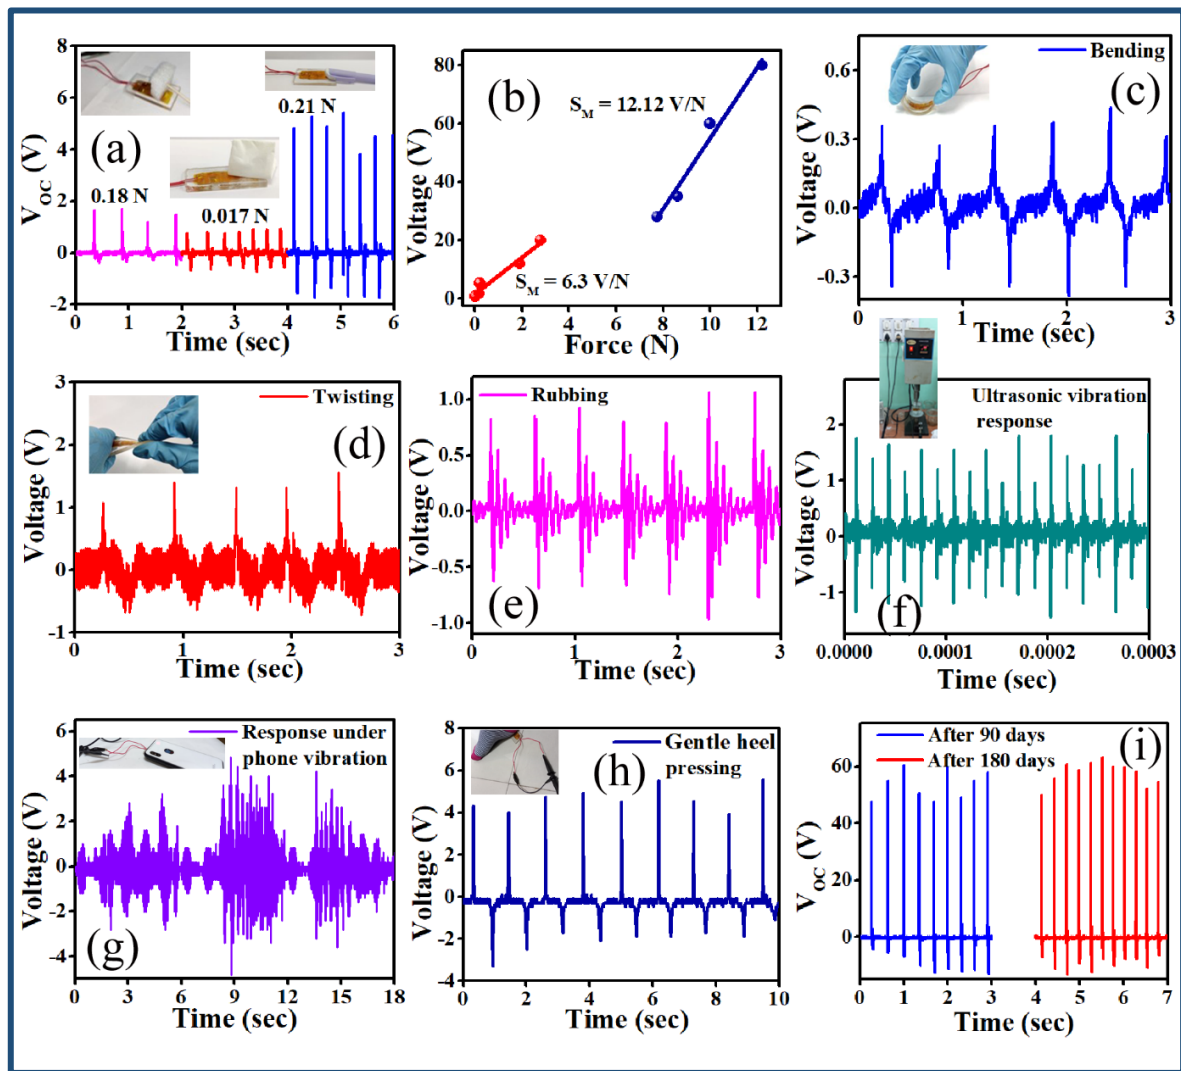 8
6
4
2
0
-2
V_OC (V)
0.21 N
(a)
0.18 N
0.017 N
0 1 2 3 4 5 6
Time (sec)
80
60
40
20
0
Voltage (V)
(b)
S_M = 12.12 V/N
S_M = 6.3 V/N
0 2 4 6 8 10 12
Force (N)
0.6
0.3
0.0
-0.3
Voltage (V)
Bending
(c)
0 1 2 3
Time (sec)
3
2
1
0
-1
Voltage (V)
Twisting
(d)
0 1 2 3
Time (sec)
1.0
0.5
0.0
-0.5
-1.0
Voltage (V)
Rubbing
(e)
0 1 2 3
Time (sec)
2
1
0
-1
Voltage (V)
Ultrasonic vibration
response
(f)
0.0000 0.0001 0.0002 0.0003
Time (sec)
6
4
2
0
-2
-4
Voltage (V)
Response under
phone vibration
(g)
0 3 6 9 12 15 18
Time (sec)
8
6
4
2
0
-2
-4
Voltage (V)
Gentle heel
pressing
(h)
0 2 4 6 8 10
Time (sec)
60
40
20
0
V_OC (V)
After 90 days
After 180 days
(i)
0 1 2 3 4 5 6 7
Time (sec)